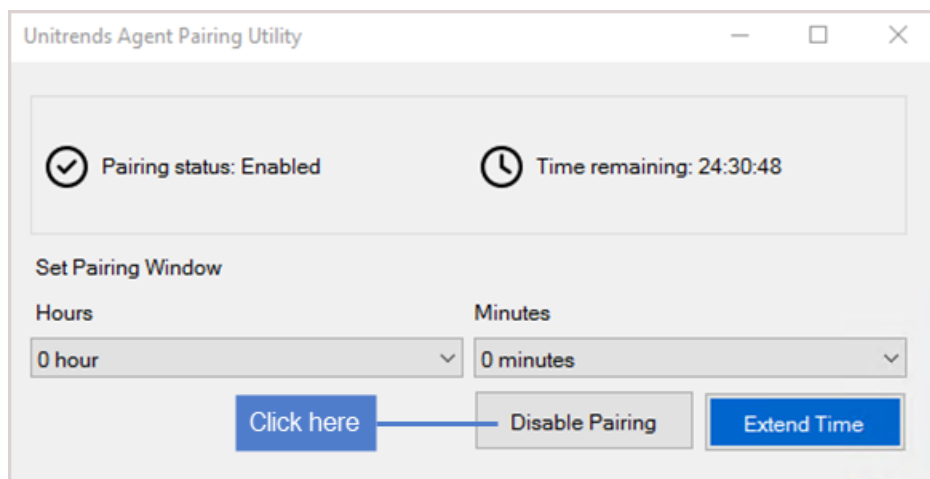 Unitrends Agent Pairing Utility
Pairing status: Enabled
Time remaining: 24:30:48
Set Pairing Window
Hours
Minutes
0 hour
0 minutes
Click here
Disable Pairing
Extend Time